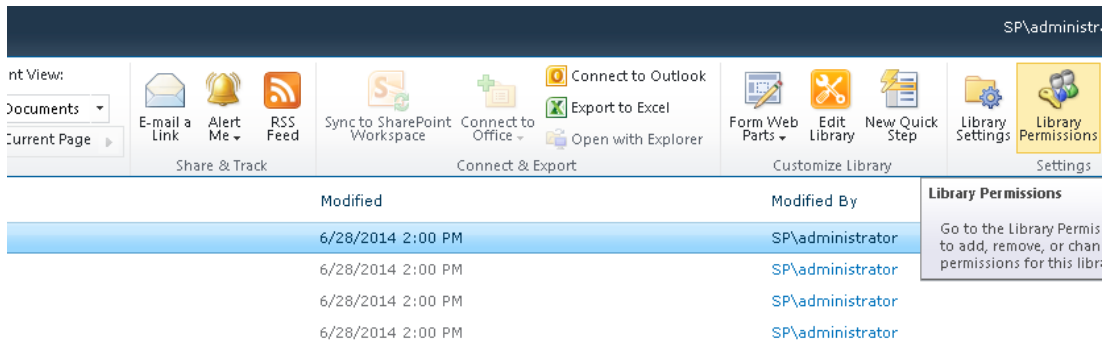 SP\administra
nt View:
Documents
Current Page
E-mail a
Link
Alert
Me
RSS
Feed
Share & Track
Sync to SharePoint
Workspace
Connect to
Office
Connect to Outlook
Export to Excel
Open with Explorer
Connect & Export
Form Web
Parts
Edit
Library
New Quick
Step
Customize Library
Library
Settings
Library
Permissions
Settings
Library Permissions
Go to the Library Permis
to add, remove, or chan
permissions for this libra
Modified
Modified By
6/28/2014 2:00 PM
SP\administrator
6/28/2014 2:00 PM
SP\administrator
6/28/2014 2:00 PM
SP\administrator
6/28/2014 2:00 PM
SP\administrator